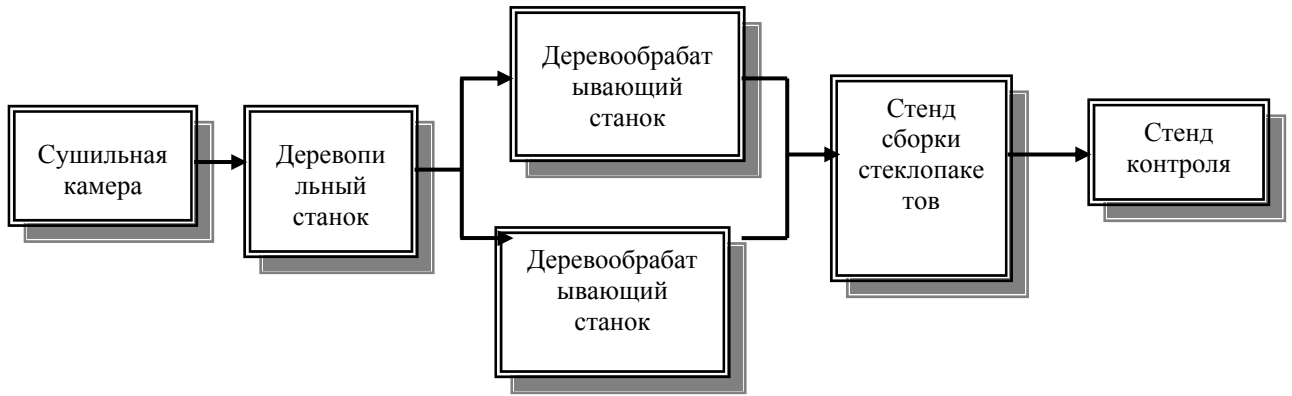 Сушильная
камера
Деревопи
льный
станок
Деревообрабат
ывающий
станок
Деревообрабат
ывающий
станок
Стенд
сборки
стеклопаке
тов
Стенд
контроля